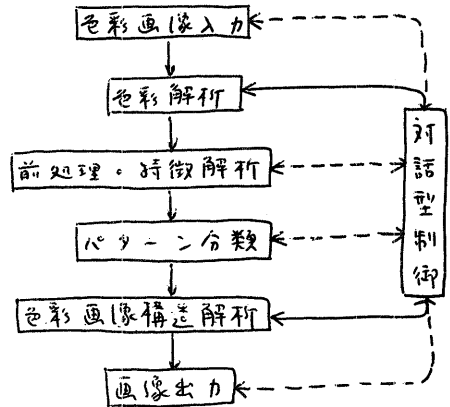 色彩画像入力
色彩解析
対話型制御
前処理。特徴解析
パターン分類
色彩画像構造解析
画像出力